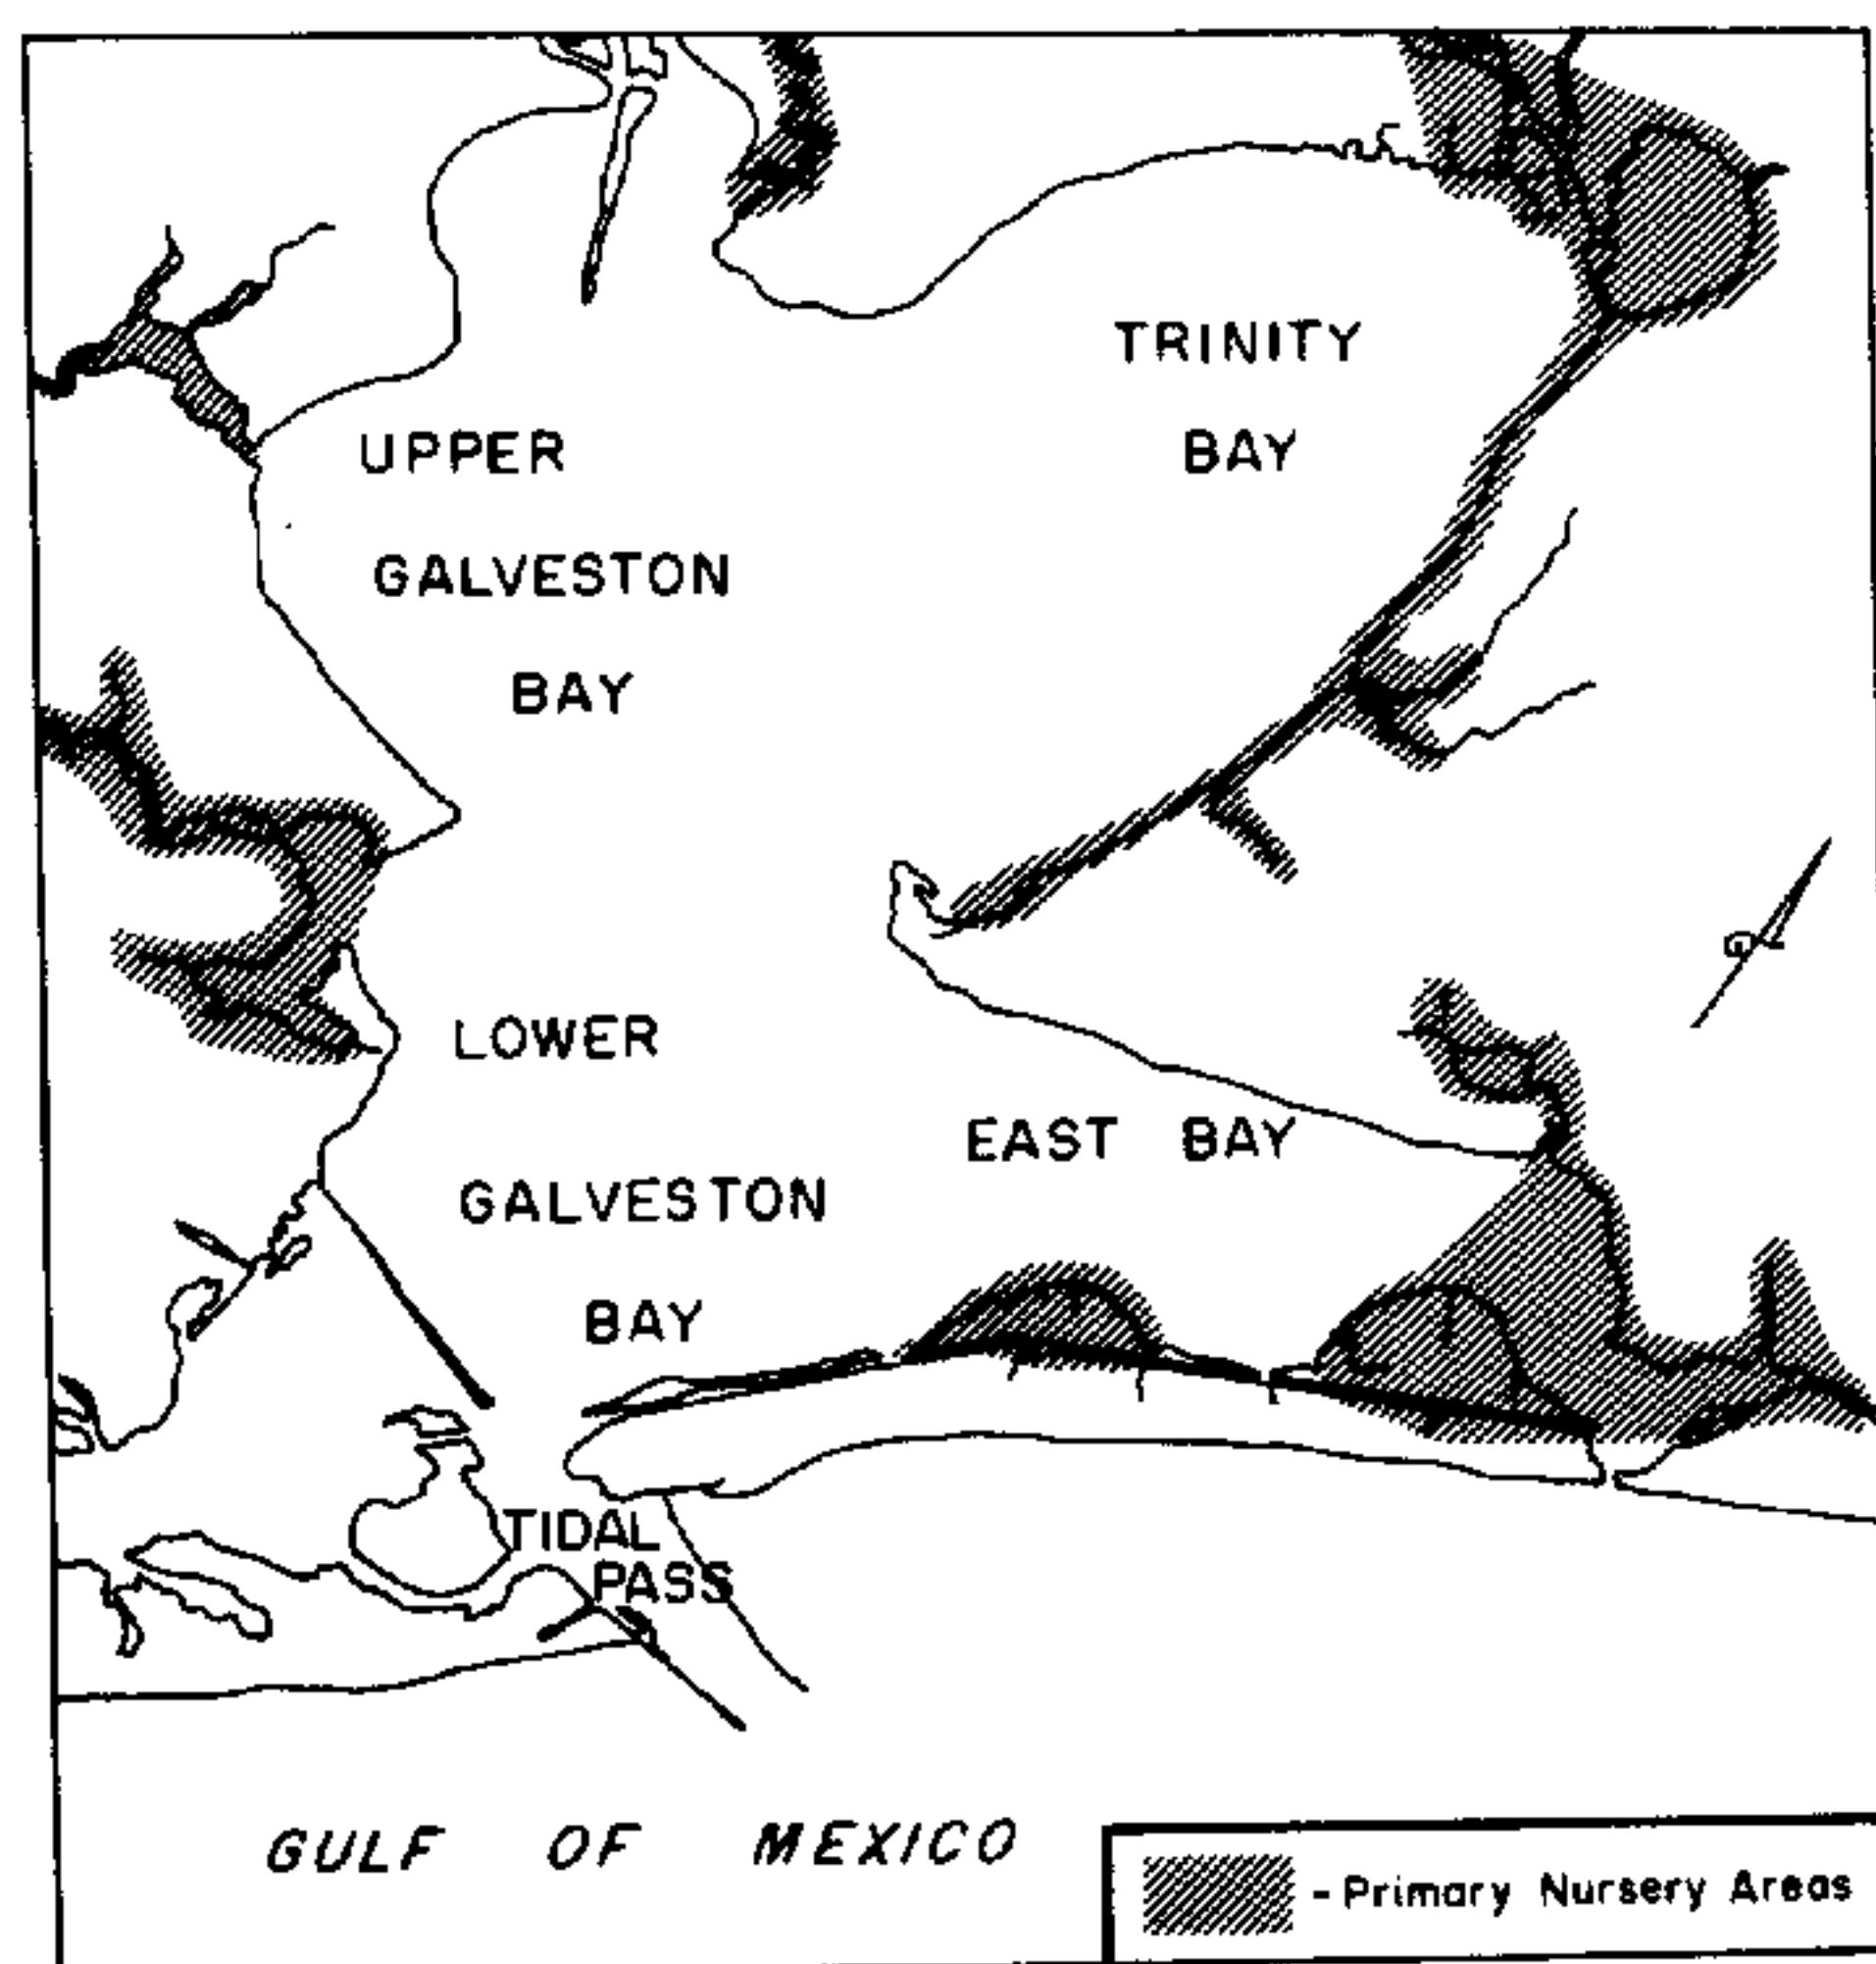 TRINITY
BAY
UPPER
GALVESTON
BAY
LOWER
GALVESTON
BAY
EAST BAY
TIDAL
PASS
GULF OF MEXICO
- Primary Nursery Areas